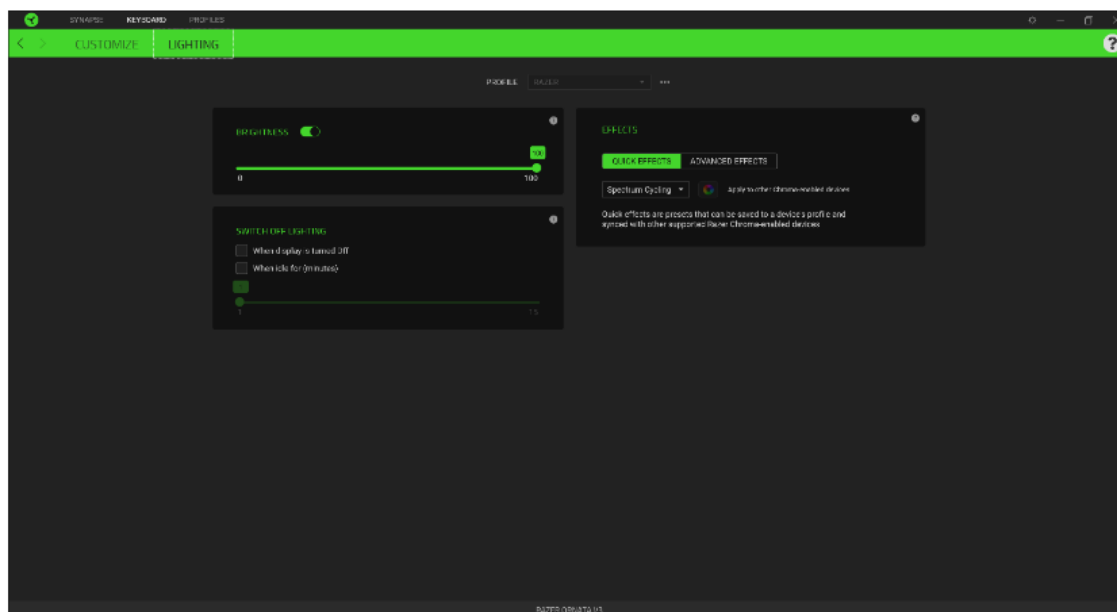 SYNAPSE KEYBOARD PROFILES
CUSTOMIZE LIGHTING
?
PROFILE RAZER
BRIGHTNESS
100
0 100
SWITCH OFF LIGHTING
When display is turned Off
When idle for (minutes)
1 15
EFFECTS
QUICK EFFECTS ADVANCED EFFECTS
Spectrum Cycling Apply to other Chroma-enabled devices
Quick effects are presets that can be saved to a device's profile and
synced with other supported Razer Chroma-enabled devices
RAZER ORNATA V3